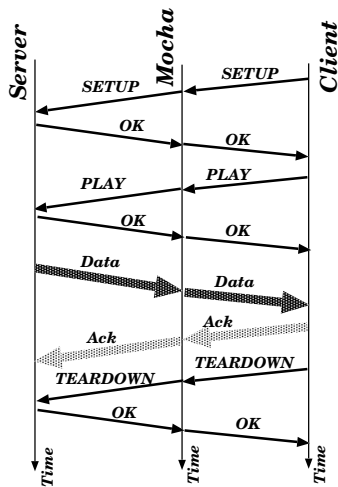 Server
Mocha
Client
SETUP
SETUP
OK
OK
PLAY
PLAY
OK
OK
Data
Data
Ack
Ack
TEARDOWN
TEARDOWN
OK
OK
Time
Time
Time